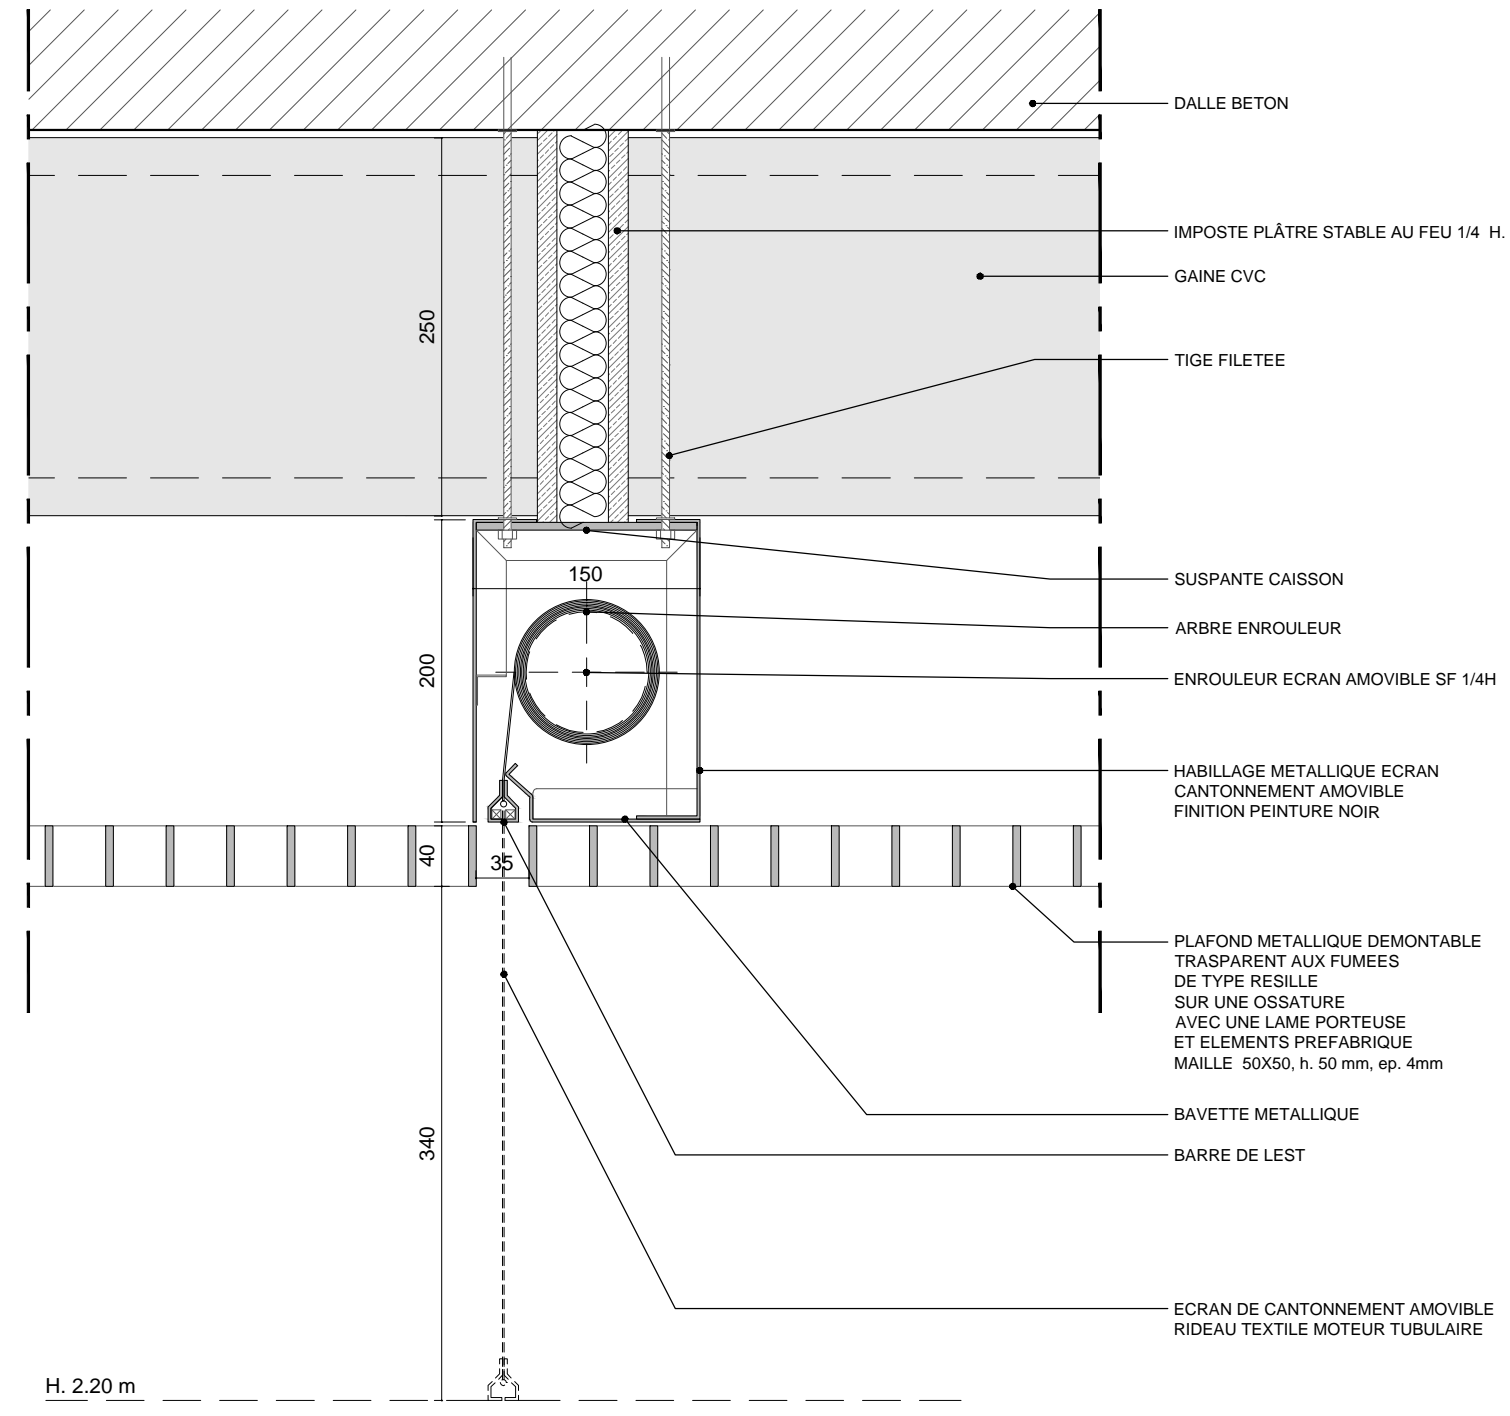 DALLE BETON
IMPOSTE PLÂTRE STABLE AU FEU 1/4 H.
GAINE CVC
250
TIGE FILETEE
150
SUSPANTE CAISSON
ARBRE ENROULEUR
200
ENROULEUR ECRAN AMOVIBLE SF 1/4H
HABILLAGE METALLIQUE ECRAN
CANTONNEMENT AMOVIBLE
FINITION PEINTURE NOIR
40
35
PLAFOND METALLIQUE DEMONTABLE
TRASPARENT AUX FUMEES
DE TYPE RESILLE
SUR UNE OSSATURE
AVEC UNE LAME PORTEUSE
ET ELEMENTS PREFABRIQUE
MAILLE 50X50, h. 50 mm, ep. 4mm
BAVETTE METALLIQUE
340
BARRE DE LEST
ECRAN DE CANTONNEMENT AMOVIBLE
RIDEAU TEXTILE MOTEUR TUBULAIRE
H. 2.20 m